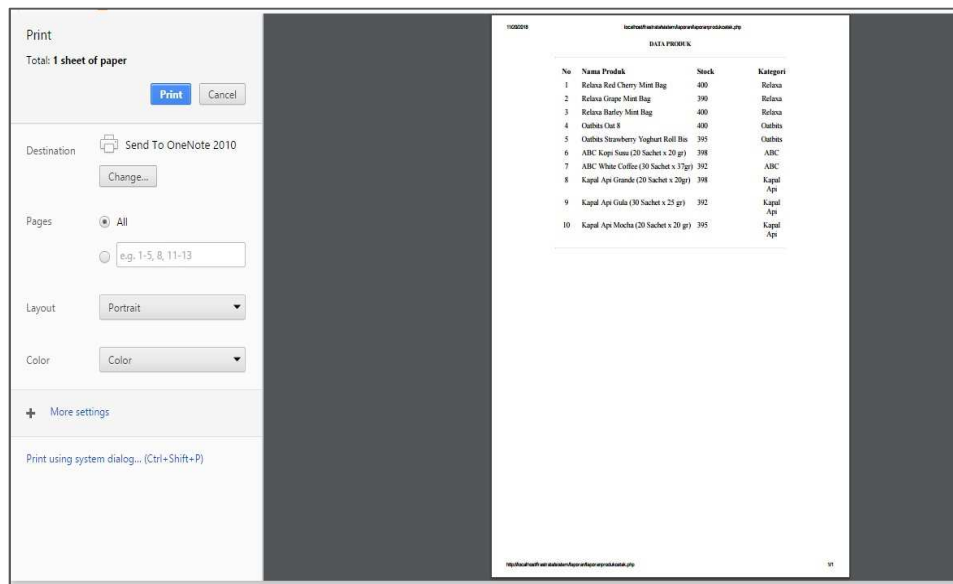 Print
Total: 1 sheet of paper
Print Cancel
Destination Send To OneNote 2010
Change...
Pages All
e.g. 1-5, 8, 11-13
Layout Portrait
Color Color
More settings
Print using system dialog... (Ctrl+Shift+P)
DATA PRODUK
No Nama Produk Stock Kategori
1 Relaxa Red Cherry Mint Bag 400 Relaxa
2 Relaxa Grape Mint Bag 390 Relaxa
3 Relaxa Barley Mint Bag 400 Relaxa
4 Oatbits Oat 8 400 Oatbits
5 Oatbits Strawberry Yoghurt Roll Bis 395 Oatbits
6 ABC Kopi Susu (20 Sachet x 20 gr) 398 ABC
7 ABC White Coffee (30 Sachet x 37gr) 392 ABC
8 Kapal Api Grande (20 Sachet x 20gr) 398 Kapal
Api
9 Kapal Api Gula (30 Sachet x 25 gr) 392 Kapal
Api
10 Kapal Api Mocha (20 Sachet x 20 gr) 395 Kapal
Api
1/1